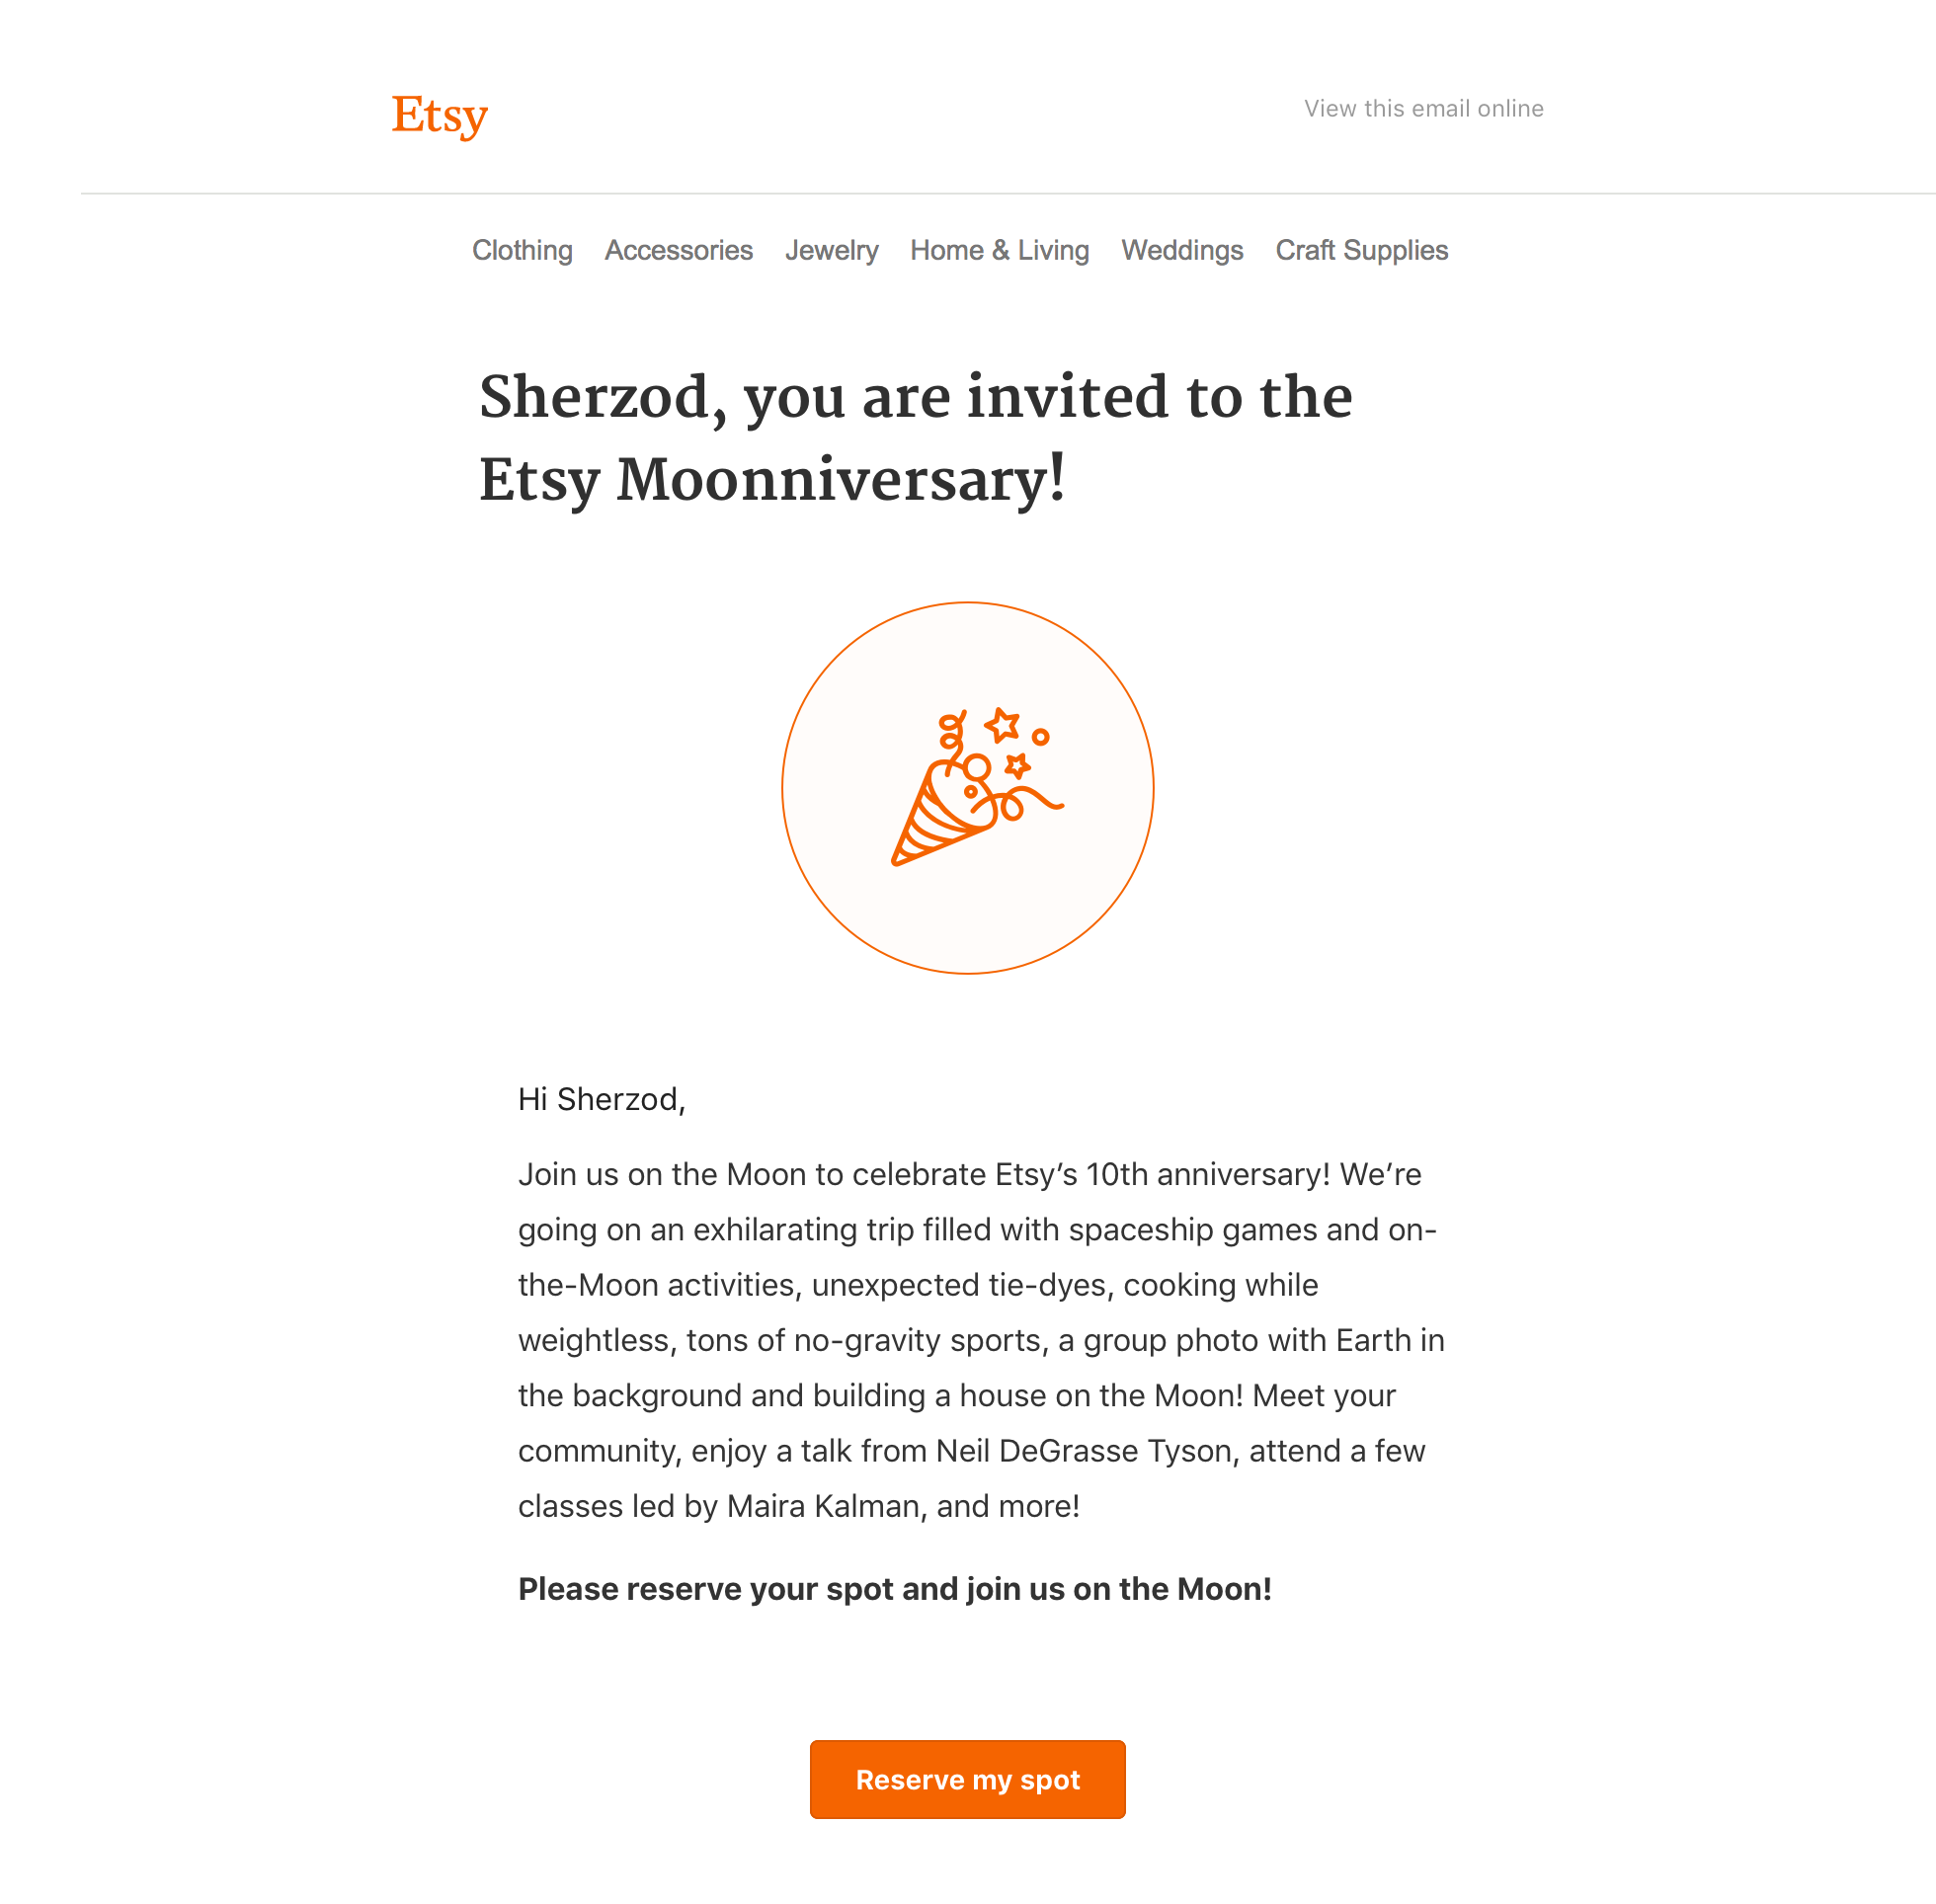 Etsy
View this email online
Clothing Accessories Jewelry Home & Living Weddings Craft Supplies
Sherzod, you are invited to the
Etsy Moonniversary!
Hi Sherzod,
Join us on the Moon to celebrate Etsy’s 10th anniversary! We’re
going on an exhilarating trip filled with spaceship games and on-
the-Moon activities, unexpected tie-dyes, cooking while
weightless, tons of no-gravity sports, a group photo with Earth in
the background and building a house on the Moon! Meet your
community, enjoy a talk from Neil DeGrasse Tyson, attend a few
classes led by Maira Kalman, and more!
Please reserve your spot and join us on the Moon!
Reserve my spot